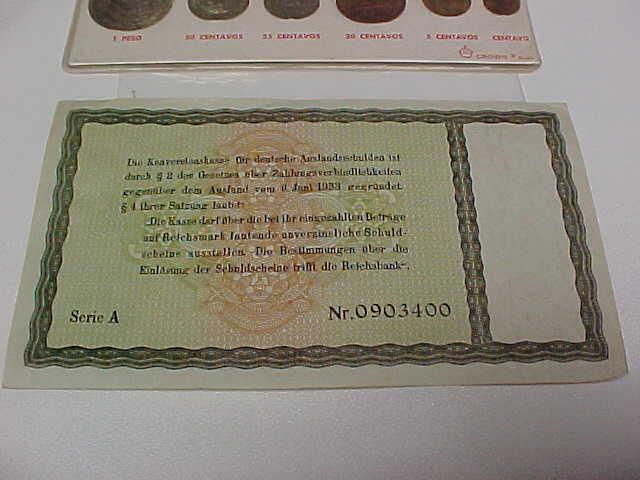 1 PESO
50 CENTAVOS
25 CENTAVOS
20 CENTAVOS
5 CENTAVOS
CENTAVO
Die Konversionskasse für deutsche Auslandsschulden ist
durch § 2 des Gesetzes über Zahlungsverbindlichkeiten
gegenüber dem Ausland vom 9. Juni 1933 gegründet.
§ 4 ihrer Satzung lautet:
„Die Kasse darf über die bei ihr eingezahlten Beträge
auf Reichsmark lautende unverzinsliche Schuld-
scheine ausstellen. Die Bestimmungen über die
Einlösung der Schuldscheine trifft die Reichsbank“.
Serie A
Nr.0903400